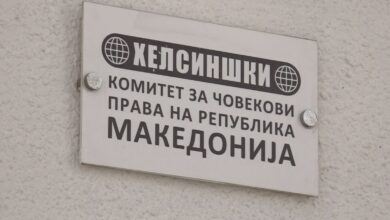 ХЕЛСИНШКИ
КОМИТЕТ ЗА ЧОВЕКОВИ
ПРАВА НА РЕПУБЛИКА
МАКЕДОНИЈА